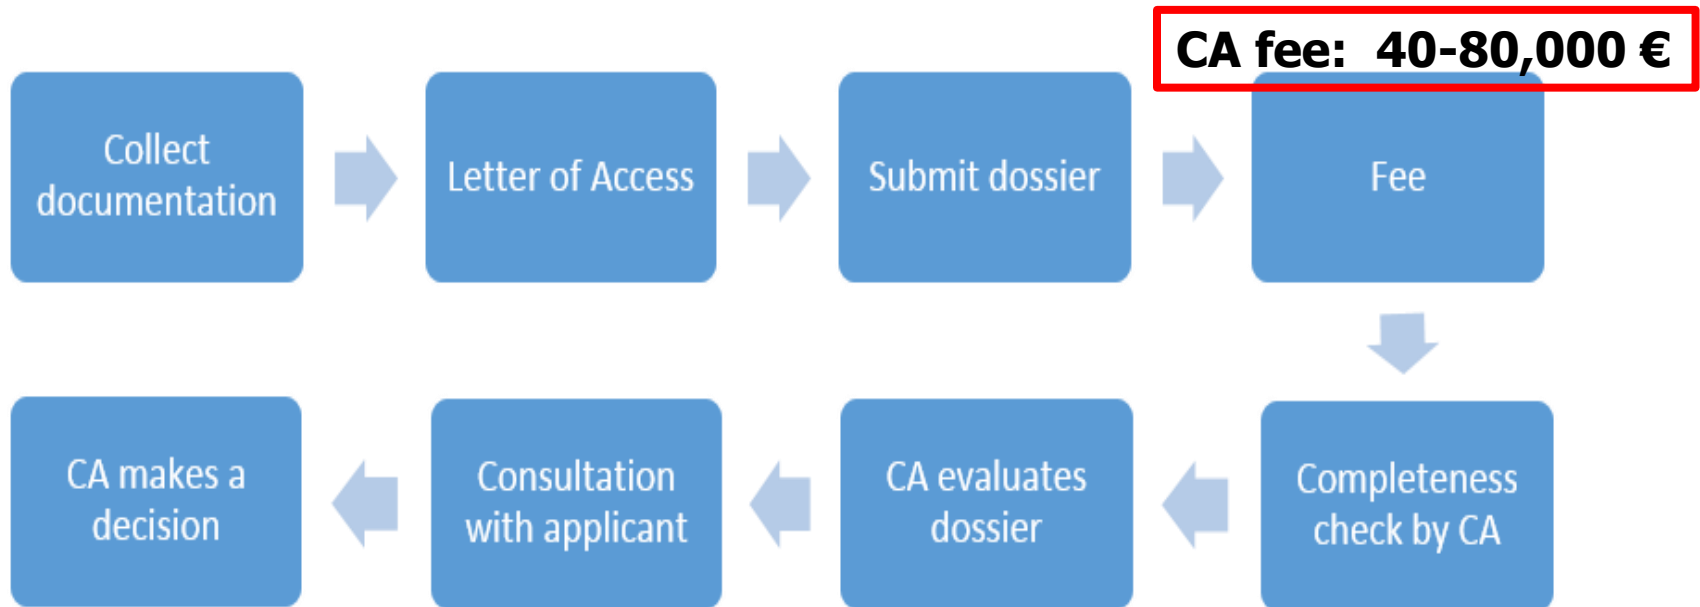 CA fee: 40-80,000 €
Collect
documentation
Letter of Access
Submit dossier
Fee
Completeness
check by CA
CA evaluates
dossier
Consultation
with applicant
CA makes a
decision